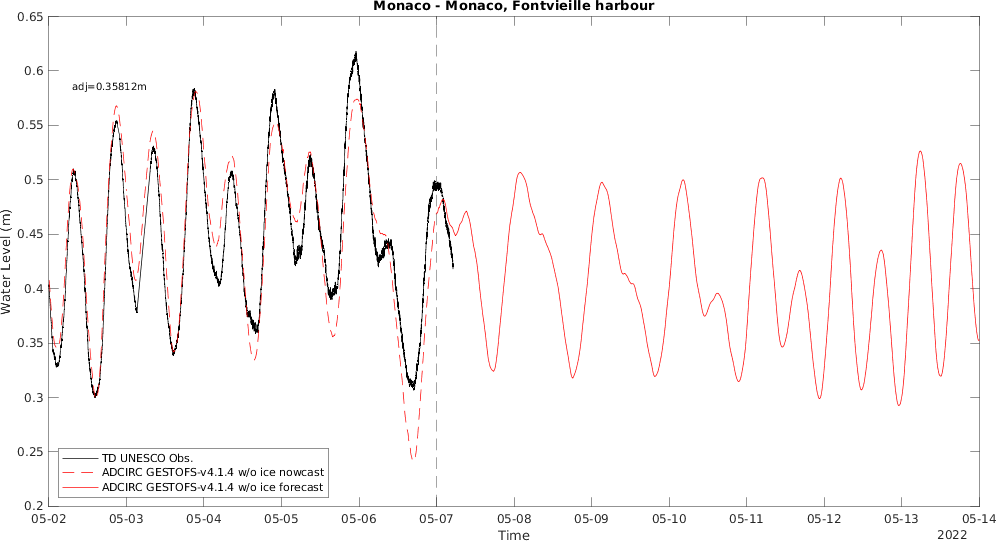 Monaco - Monaco, Fontvieille harbour
0.65
0.6
0.55
0.5
0.45
0.4
0.35
0.3
0.25
0.2
Water Level (m)
adj=0.35812m
TD UNESCO Obs.
ADCIRC GESTOFS-v4.1.4 w/o ice nowcast
ADCIRC GESTOFS-v4.1.4 w/o ice forecast
05-02 05-03 05-04 05-05 05-06 05-07 05-08 05-09 05-10 05-11 05-12 05-13 05-14
Time
2022